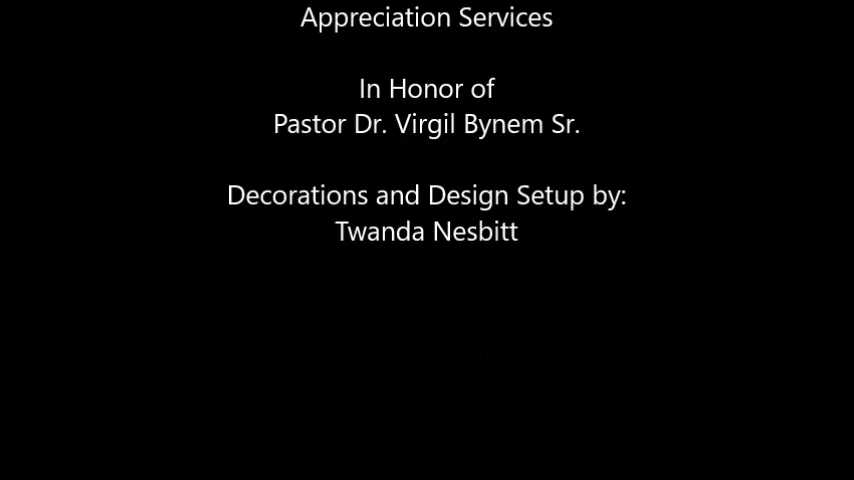 Appreciation Services
In Honor of
Pastor Dr. Virgil Bynem Sr.
Decorations and Design Setup by:
Twanda Nesbitt